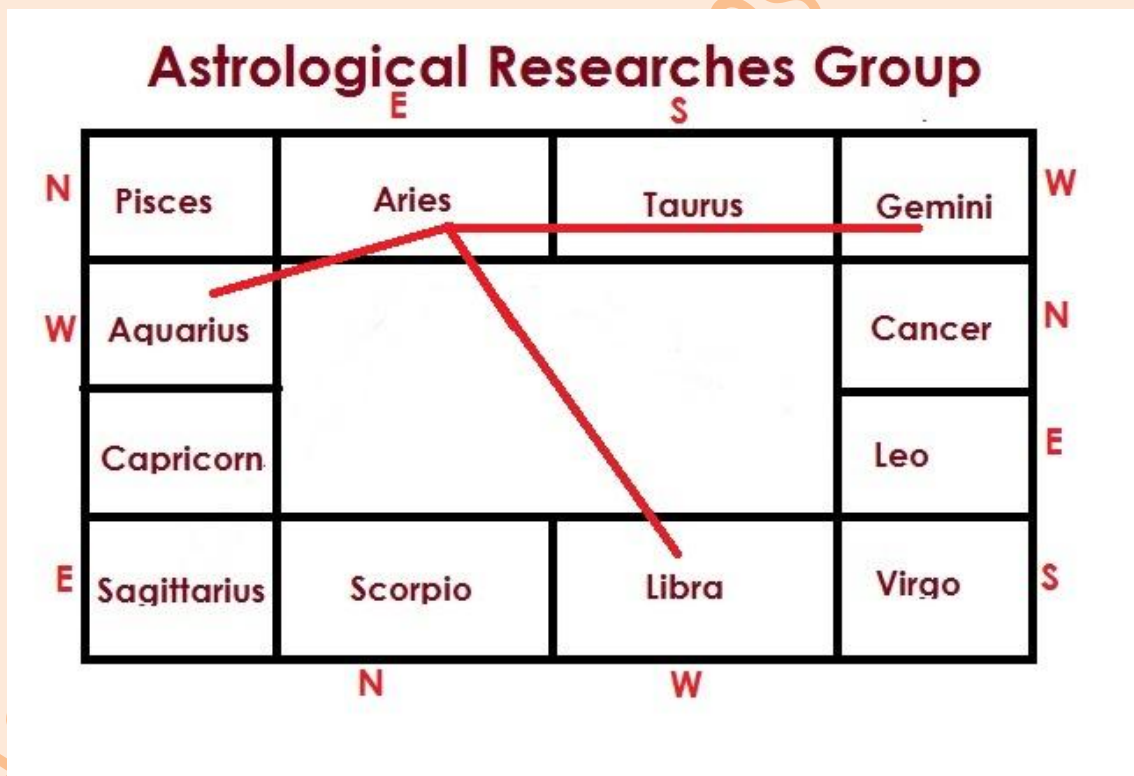 Astrological Researches Group
E S
N Pisces Aries Taurus Gemini W
W Aquarius Cancer N
Capricorn Leo E
E Sagittarius Scorpio Libra Virgo S
N W